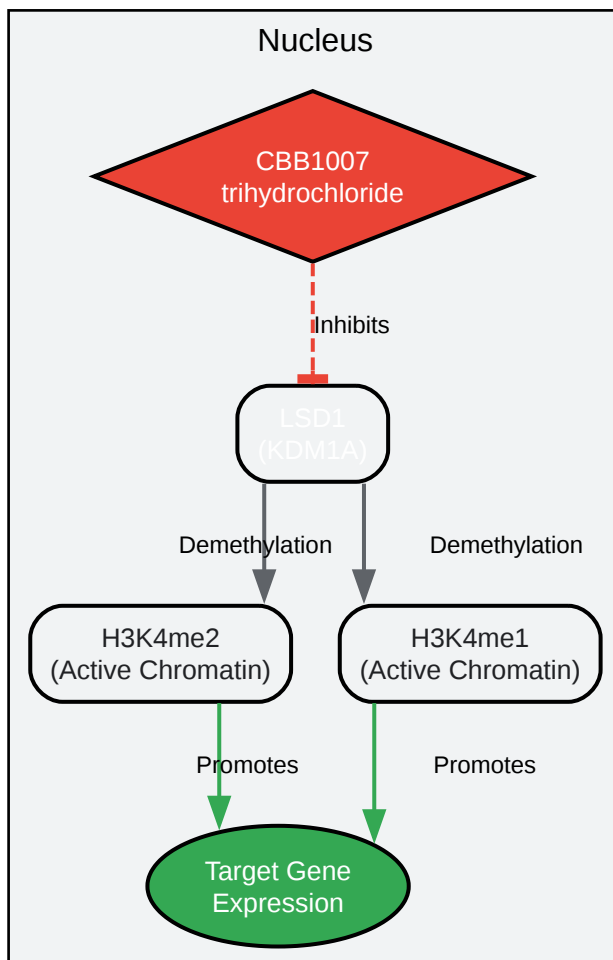 Nucleus
CBB1007
trihydrochloride
Inhibits
LSD1
(KDM1A)
Demethylation
Demethylation
H3K4me2
(Active Chromatin)
H3K4me1
(Active Chromatin)
Promotes
Promotes
Target Gene
Expression